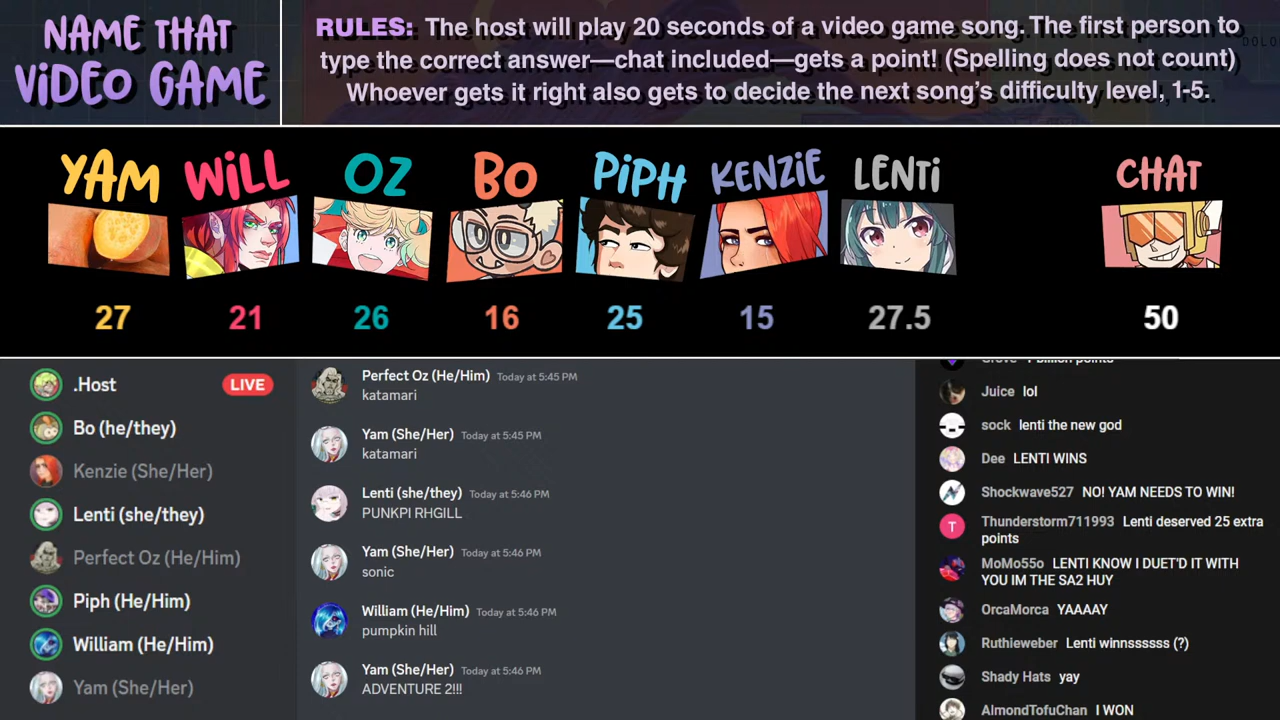 NAME THAT
ViDEO GAME
RULES: The host will play 20 seconds of a video game song. The first person to
type the correct answer—chat included—gets a point! (Spelling does not count)
Whoever gets it right also gets to decide the next song's difficulty level, 1-5.
YAM WiLL OZ BO PiPH KENZiE LENTi CHAT
27 21 26 16 25 15 27.5 50
.Host LIVE
Bo (he/they)
Kenzie (She/Her)
Lenti (she/they)
Perfect Oz (He/Him)
Piph (He/Him)
William (He/Him)
Yam (She/Her)
Perfect Oz (He/Him) Today at 5:45 PM
katamari
Yam (She/Her) Today at 5:45 PM
katamari
Lenti (she/they) Today at 5:46 PM
PUNKPI RHGILL
Yam (She/Her) Today at 5:46 PM
sonic
William (He/Him) Today at 5:46 PM
pumpkin hill
Yam (She/Her) Today at 5:46 PM
ADVENTURE 2!!!
Juice lol
sock lenti the new god
Dee LENTI WINS
Shockwave527 NO! YAM NEEDS TO WIN!
T
Thunderstorm711993 Lenti deserved 25 extra
points
MoMo55o LENTI KNOW I DUET'D IT WITH
YOU IM THE SA2 HUY
OrcaMorca YAAAAY
Ruthieweber Lenti winnssssss (?)
Shady Hats yay
AlmondTofuChan I WON